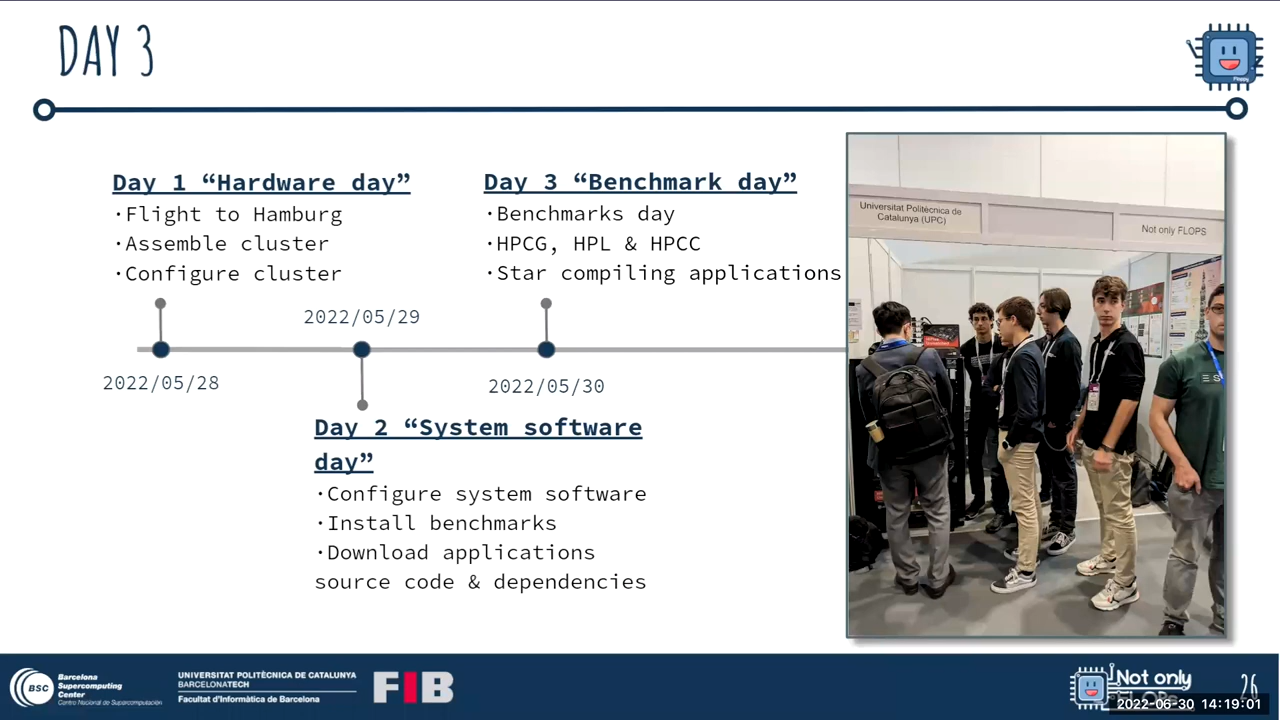 DAY 3
Floppy
Day 1 “Hardware day”
·Flight to Hamburg
·Assemble cluster
·Configure cluster
Day 3 “Benchmark day”
·Benchmarks day
·HPCG, HPL & HPCC
·Star compiling applications
2022/05/29
2022/05/28
2022/05/30
Day 2 “System software
day”
·Configure system software
·Install benchmarks
·Download applications
source code & dependencies
Universitat Politècnica de
Catalunya (UPC)
Not only FLOPS
BSC
Barcelona
Supercomputing
Center
Centro Nacional de Supercomputación
UNIVERSITAT POLITÈCNICA DE CATALUNYA
BARCELONATECH
Facultat d'Informàtica de Barcelona
FIB
Not only
FLOPs
26
2022-06-30 14:19:01